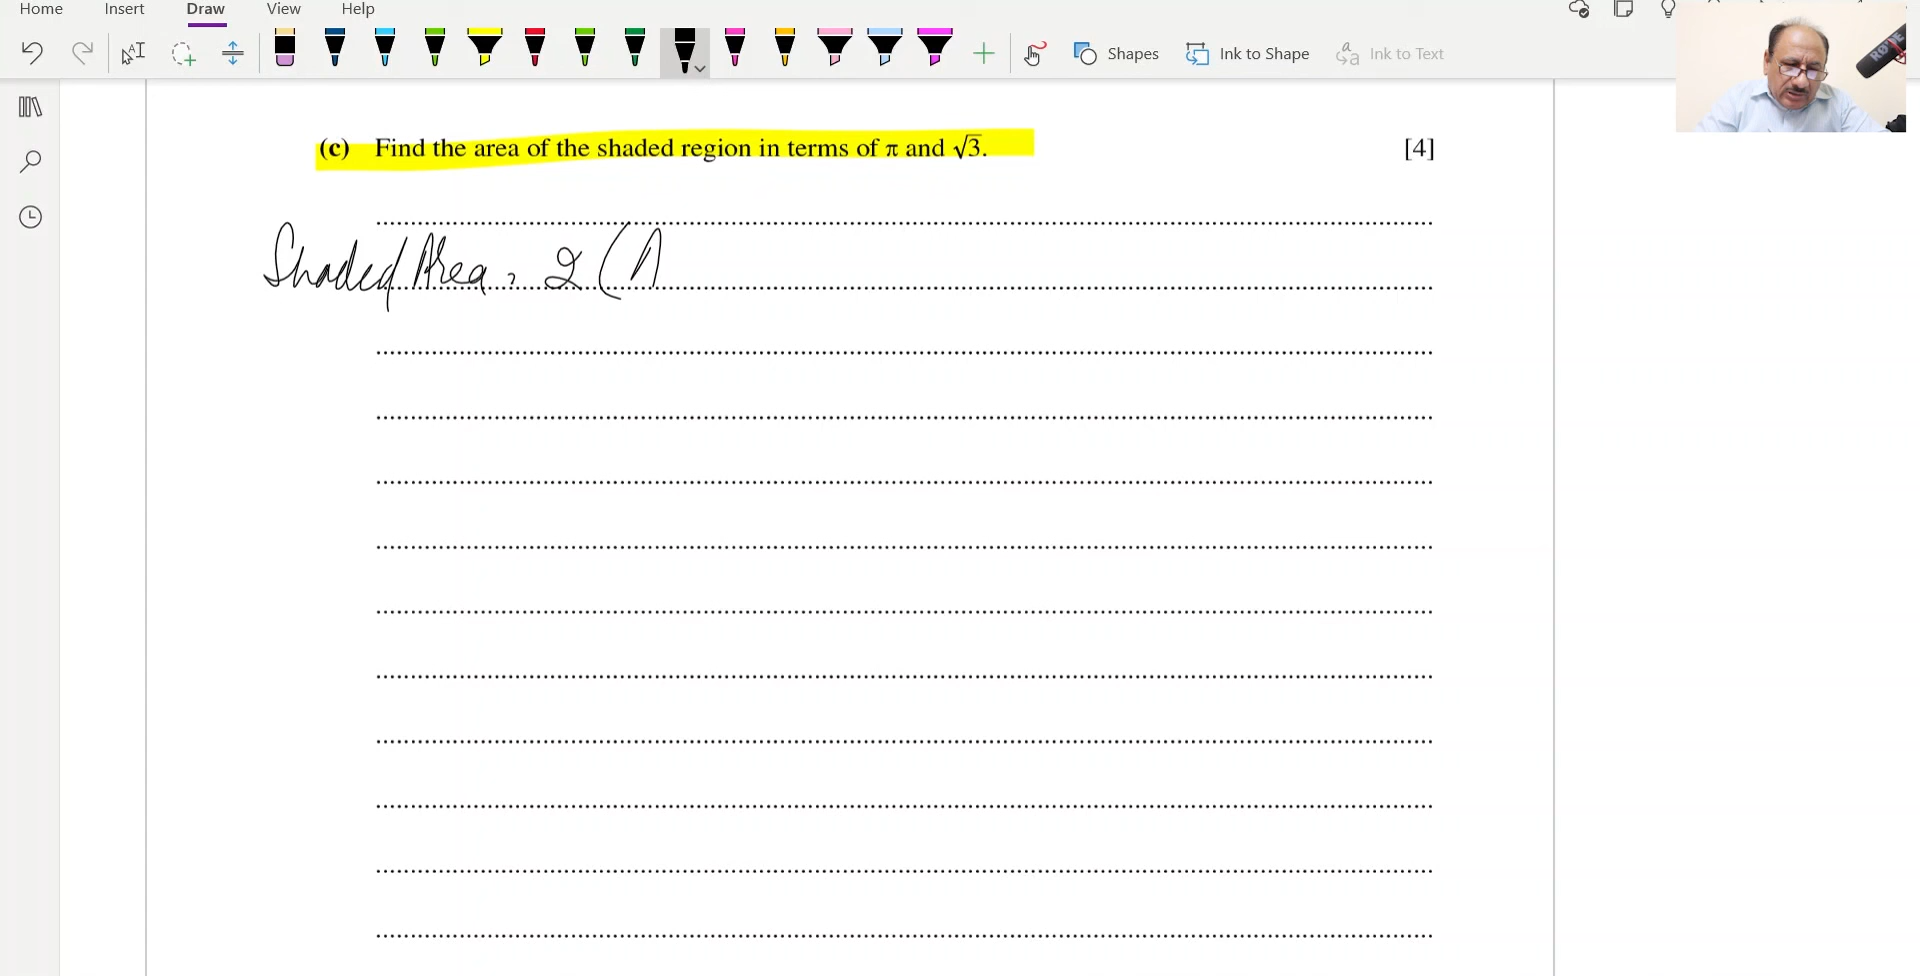 Home Insert Draw View Help
Shapes Ink to Shape Ink to Text
RØDE
(c) Find the area of the shaded region in terms of π and √3. [4]
Shaded Area = 2 (A